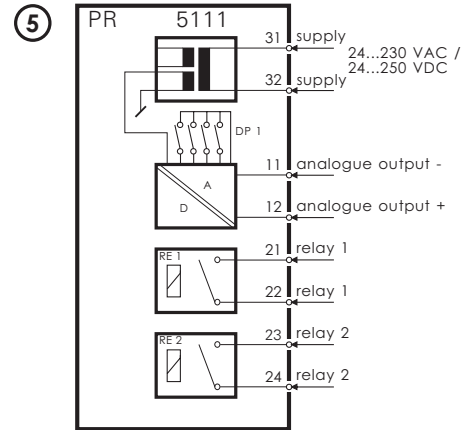 5
PR 5111
31 supply
24...230 VAC /
24...250 VDC
32 supply
DP 1
11 analogue output -
A
D
12 analogue output +
RE 1
21 relay 1
22 relay 1
RE 2
23 relay 2
24 relay 2